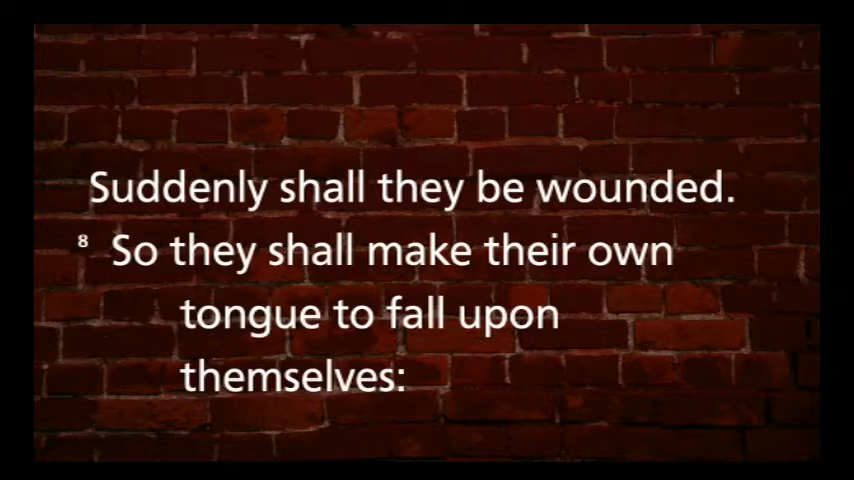 Suddenly shall they be wounded.
8 So they shall make their own
tongue to fall upon
themselves: